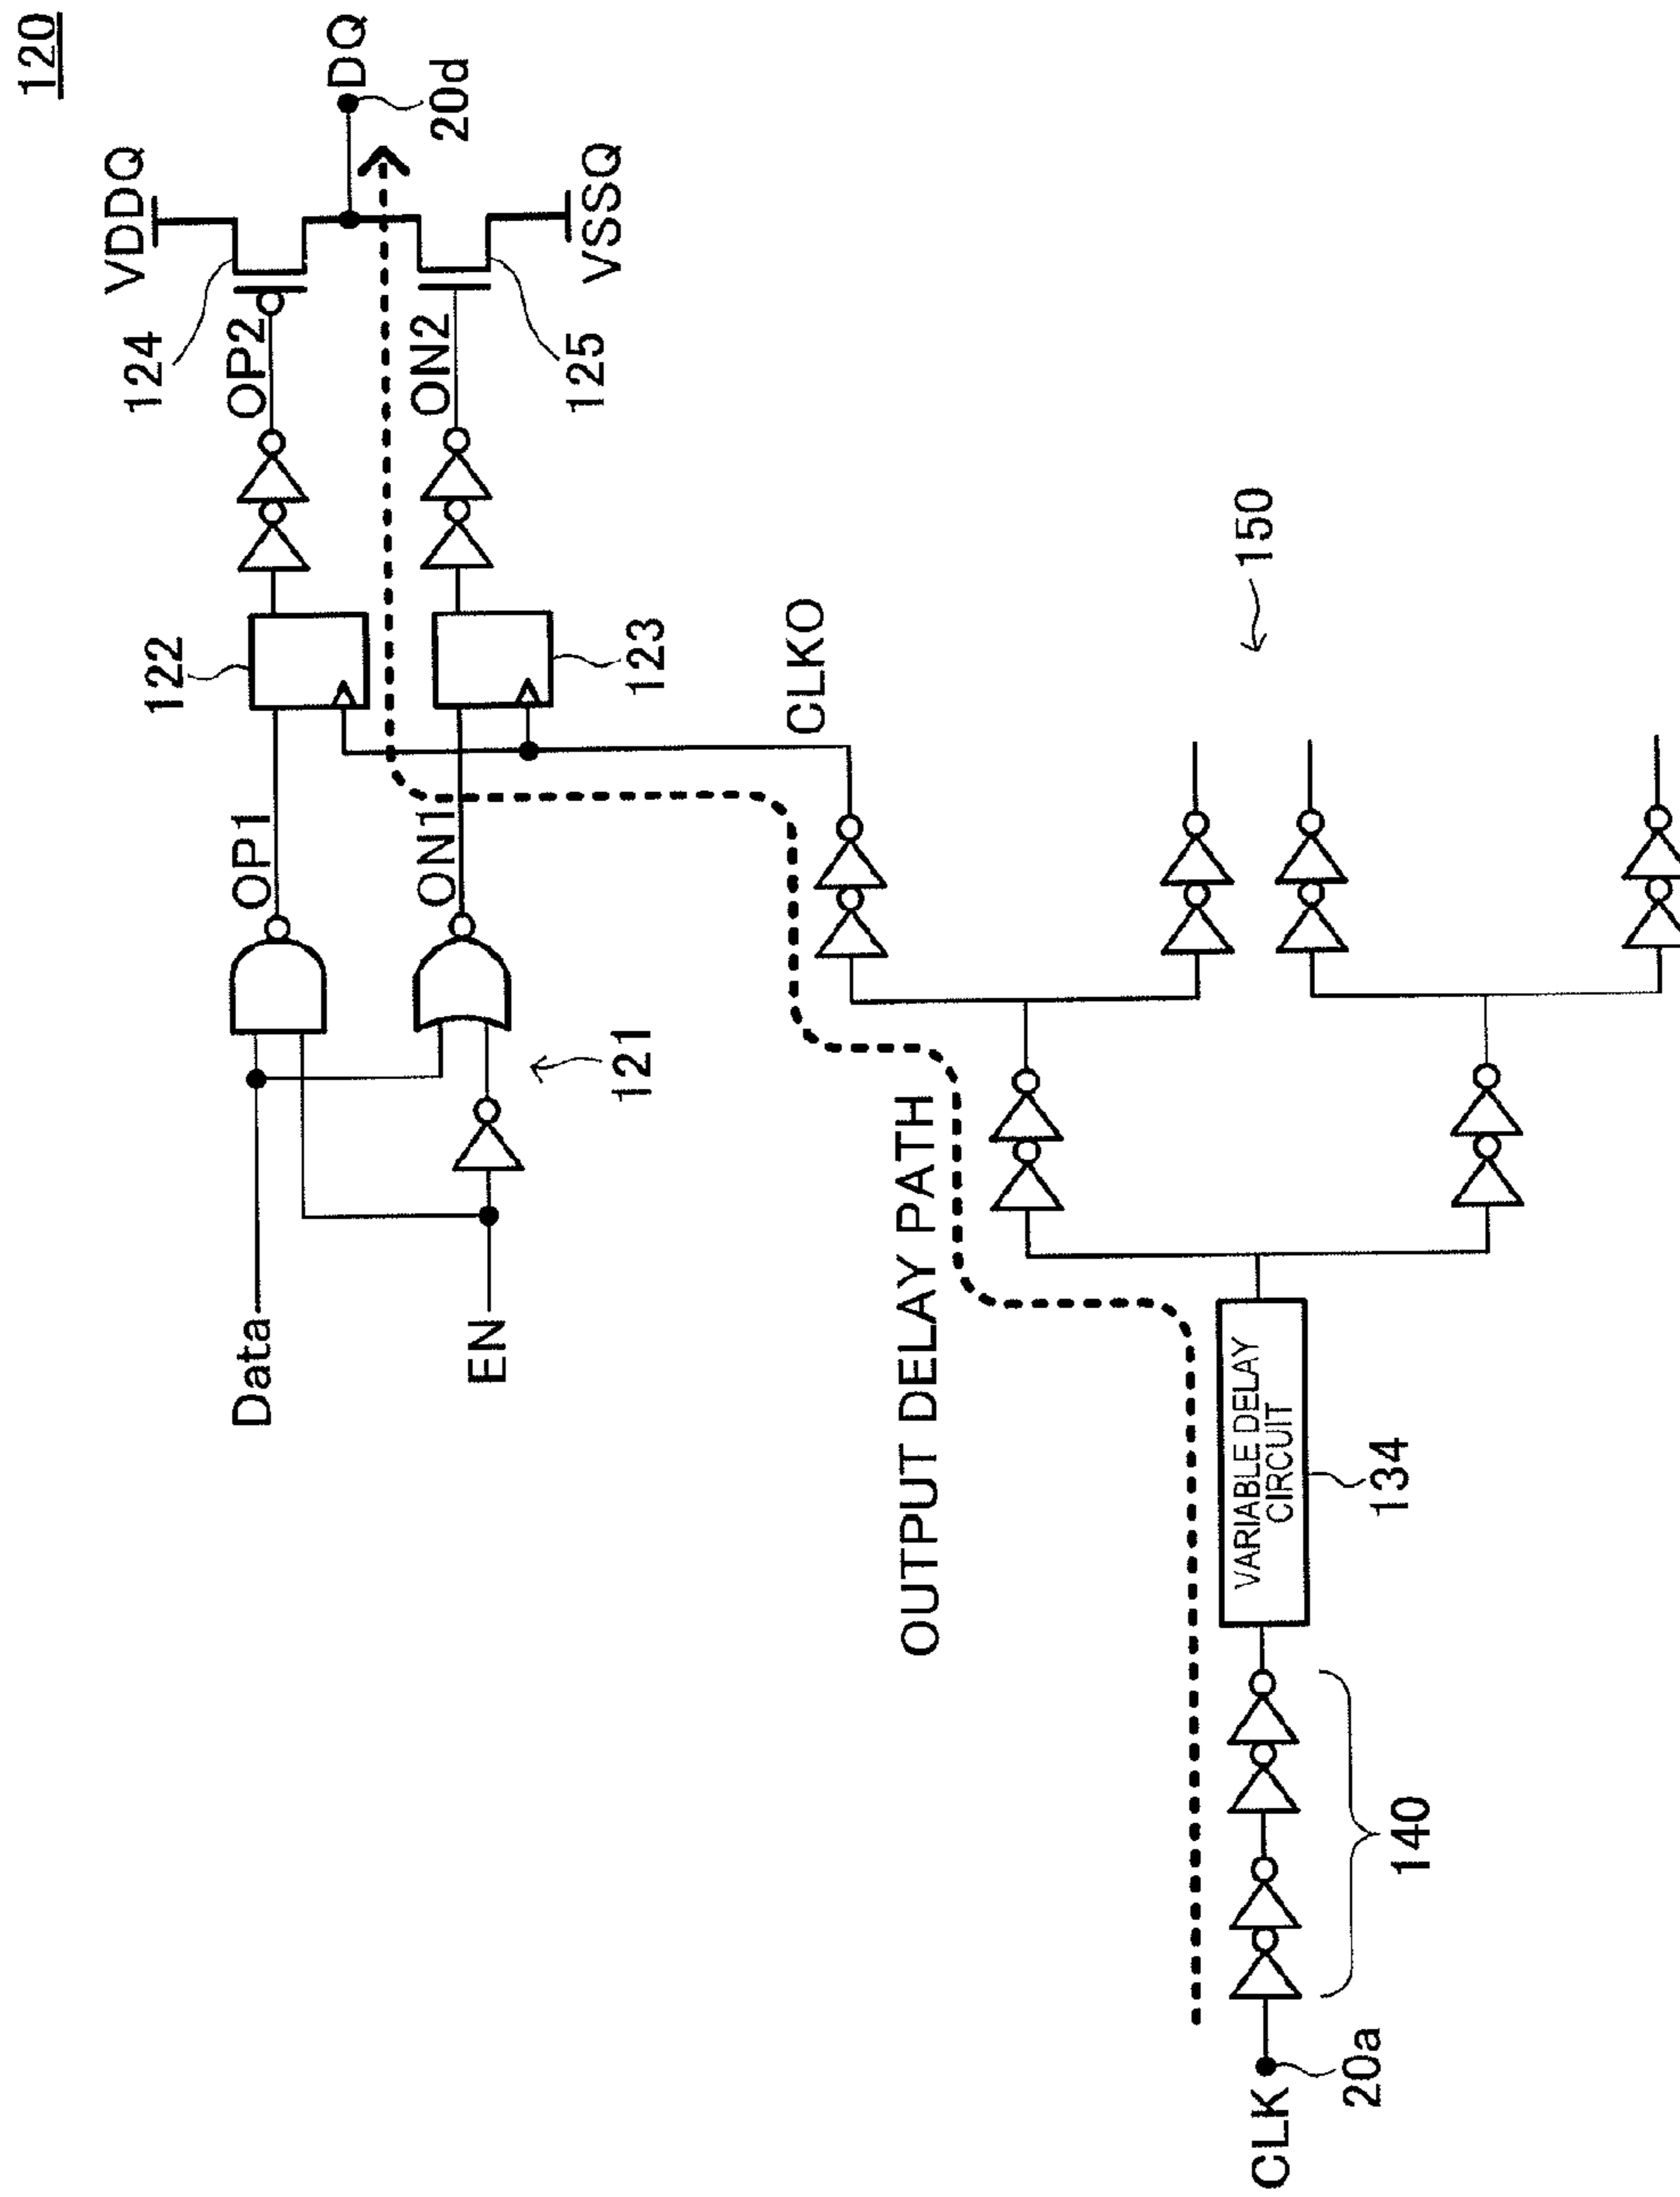 120
VDDQ
124
OP2
DQ
20d
ON2
125
VSSQ
122
123
OP1
ON1
CLKO
121
Data
EN
150
OUTPUT DELAY PATH
VARIABLE DELAY
CIRCUIT
134
140
CLK
20a